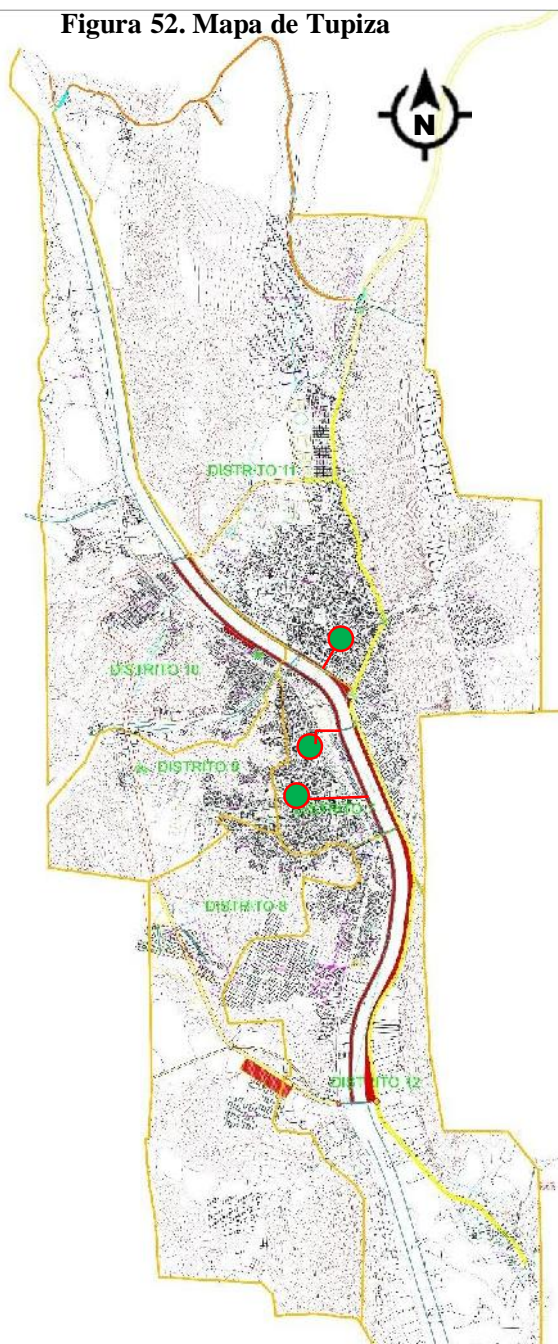 Figura 52. Mapa de Tupiza
N
DISTRITO 11
DISTRITO 10
DISTRITO 9
DISTRITO 8
DISTRITO 12